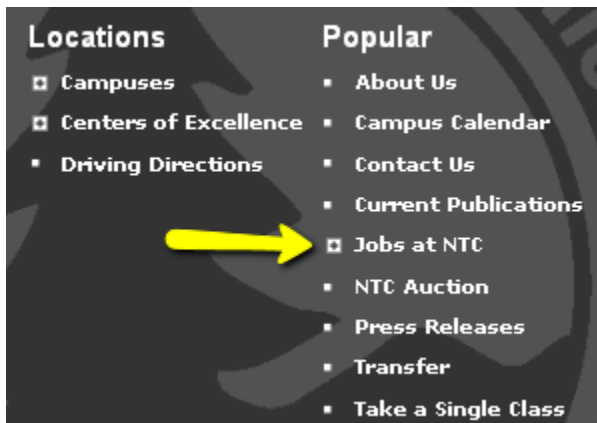 Locations
Campuses
Centers of Excellence
Driving Directions
Popular
About Us
Campus Calendar
Contact Us
Current Publications
Jobs at NTC
NTC Auction
Press Releases
Transfer
Take a Single Class